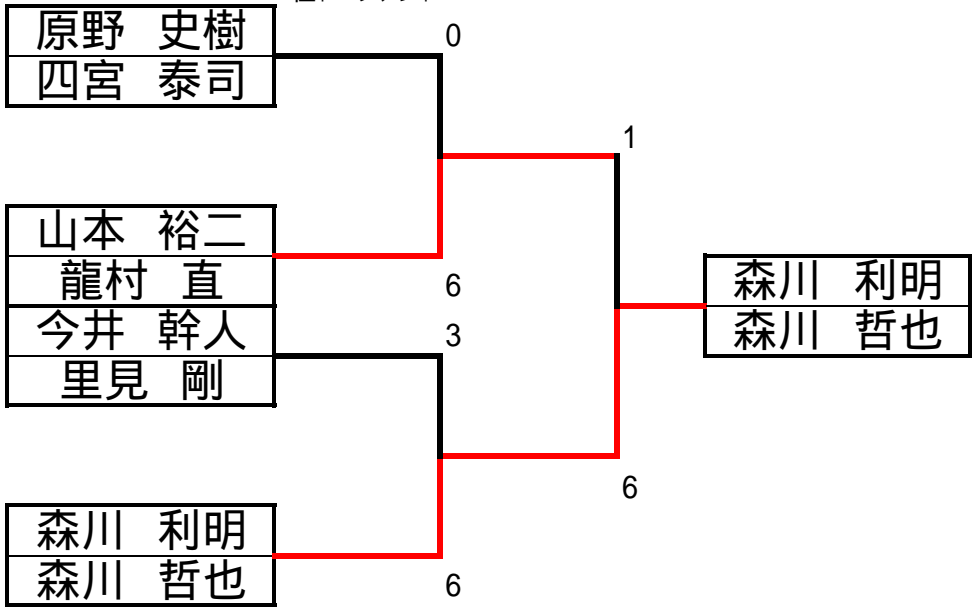 原野 史樹
四宮 泰司
0
1
山本 裕二
龍村 直
6
今井 幹人
里見 剛
3
森川 利明
森川 哲也
6
森川 利明
森川 哲也
6